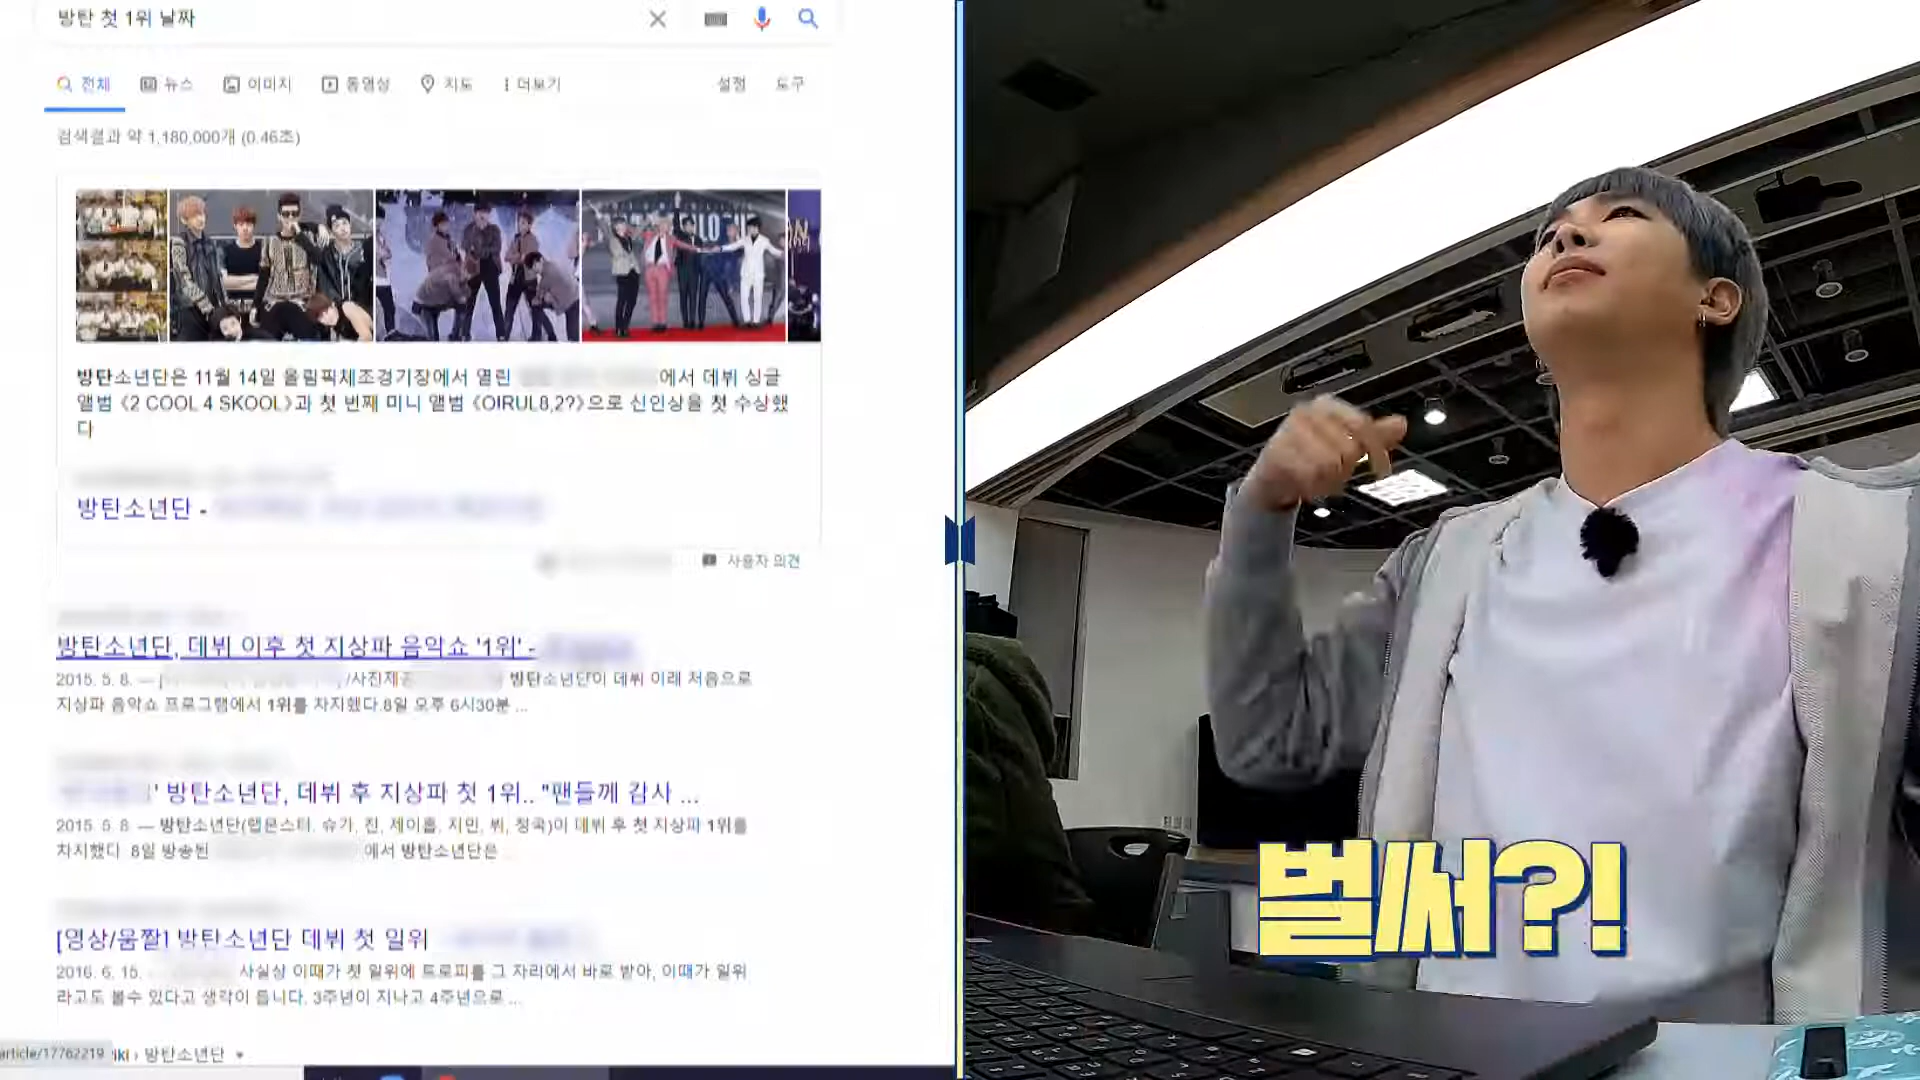 방탄 첫 1위 날짜
전체 뉴스 이미지 동영상 지도 더보기 설정 도구
검색결과 약 1,180,000개 (0.46초)
방탄소년단은 11월 14일 올림픽체조경기장에서 열린 에서 데뷔 싱글
앨범 《2 COOL 4 SKOOL》과 첫 번째 미니 앨범 《O!RUL8,2?》으로 신인상을 첫 수상했
다
방탄소년단 -
사용자 의견
방탄소년단, 데뷔 이후 첫 지상파 음악쇼 '1위' -
2015. 5. 8. — /사진제공 방탄소년단이 데뷔 이래 처음으로
지상파 음악쇼 프로그램에서 1위를 차지했다.8일 오후 6시30분 ...
' 방탄소년단, 데뷔 후 지상파 첫 1위.. "팬들께 감사 ...
2015. 5. 8. — 방탄소년단(랩몬스터, 슈가, 진, 제이홉, 지민, 뷔, 정국)이 데뷔 후 첫 지상파 1위를
차지했다. 8일 방송된 에서 방탄소년단은
[영상/움짤] 방탄소년단 데뷔 첫 일위
2016. 6. 15. 사실상 이때가 첫 일위에 트로피를 그 자리에서 바로 받아, 이때가 일위
라고도 볼수 있다고 생각이 듭니다. 3주년이 지나고 4주년으로 ...
article/17762219 iki › 방탄소년단
벌써?!